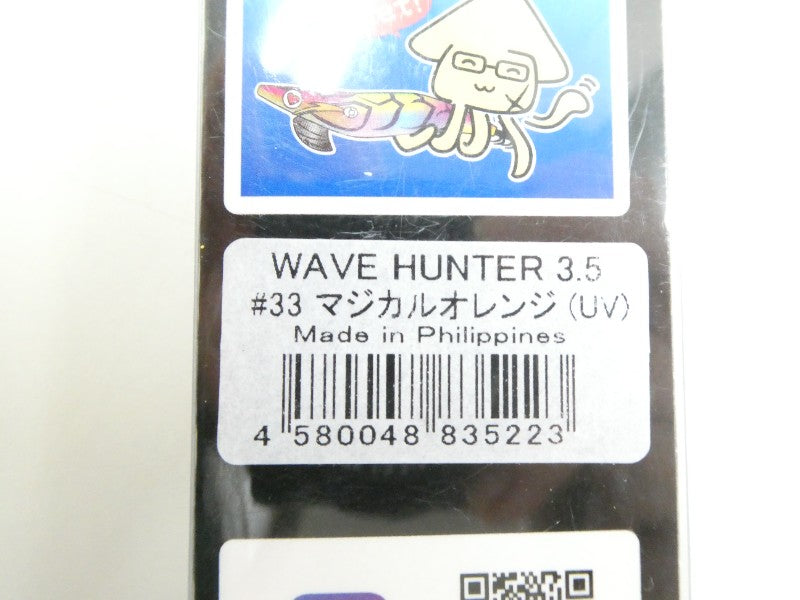 WAVE HUNTER 3.5
#33 マジカルオレンジ (UV)
Made in Philippines
4 580048 835223